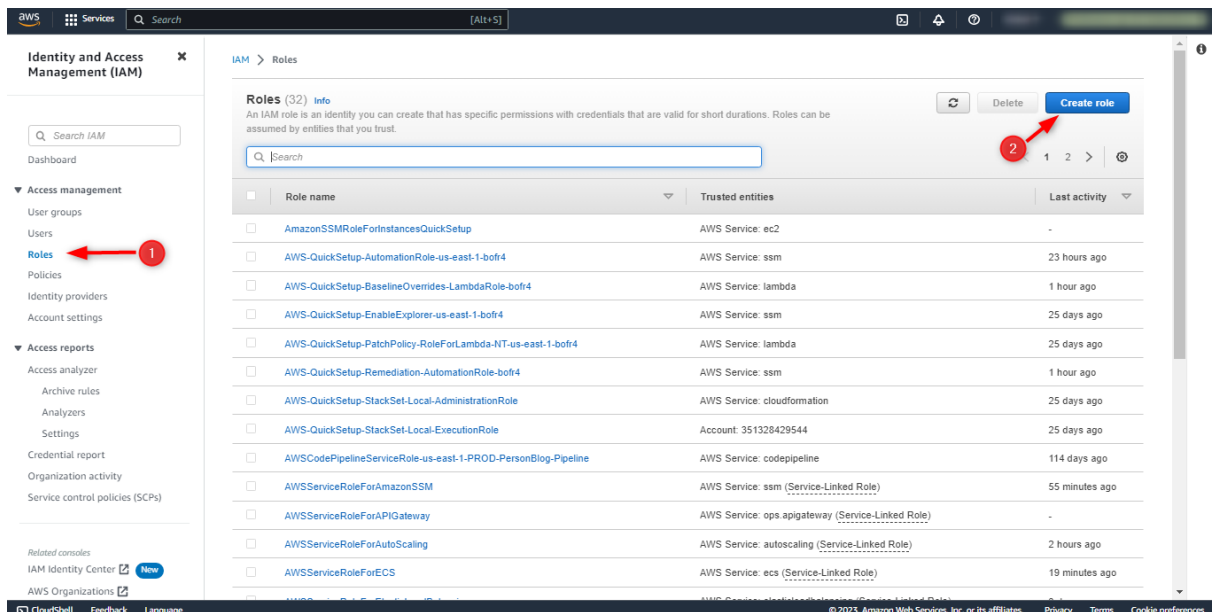 aws Services Search [Alt+S]
Identity and Access Management (IAM)
Search IAM
Dashboard
Access management
User groups
Users
Roles 1
Policies
Identity providers
Account settings
Access reports
Access analyzer
Archive rules
Analyzers
Settings
Credential report
Organization activity
Service control policies (SCPs)
Related consoles
IAM Identity Center New
AWS Organizations
IAM > Roles
Roles (32) Info
An IAM role is an identity you can create that has specific permissions with credentials that are valid for short durations. Roles can be
assumed by entities that you trust.
Delete Create role
2
Search
1 2
Role name Trusted entities Last activity
AmazonSSMRoleForInstancesQuickSetup AWS Service: ec2 -
AWS-QuickSetup-AutomationRole-us-east-1-bofr4 AWS Service: ssm 23 hours ago
AWS-QuickSetup-BaselineOverrides-LambdaRole-bofr4 AWS Service: lambda 1 hour ago
AWS-QuickSetup-EnableExplorer-us-east-1-bofr4 AWS Service: ssm 25 days ago
AWS-QuickSetup-PatchPolicy-RoleForLambda-NT-us-east-1-bofr4 AWS Service: lambda 25 days ago
AWS-QuickSetup-Remediation-AutomationRole-bofr4 AWS Service: ssm 1 hour ago
AWS-QuickSetup-StackSet-Local-AdministrationRole AWS Service: cloudformation 25 days ago
AWS-QuickSetup-StackSet-Local-ExecutionRole Account: 351328429544 25 days ago
AWSCodePipelineServiceRole-us-east-1-PROD-PersonBlog-Pipeline AWS Service: codepipeline 114 days ago
AWSServiceRoleForAmazonSSM AWS Service: ssm (Service-Linked Role) 55 minutes ago
AWSServiceRoleForAPIGateway AWS Service: ops.apigateway (Service-Linked Role) -
AWSServiceRoleForAutoScaling AWS Service: autoscaling (Service-Linked Role) 2 hours ago
AWSServiceRoleForECS AWS Service: ecs (Service-Linked Role) 19 minutes ago
CloudShell Feedback Language © 2023, Amazon Web Services, Inc. or its affiliates. Privacy Terms Cookie preferences